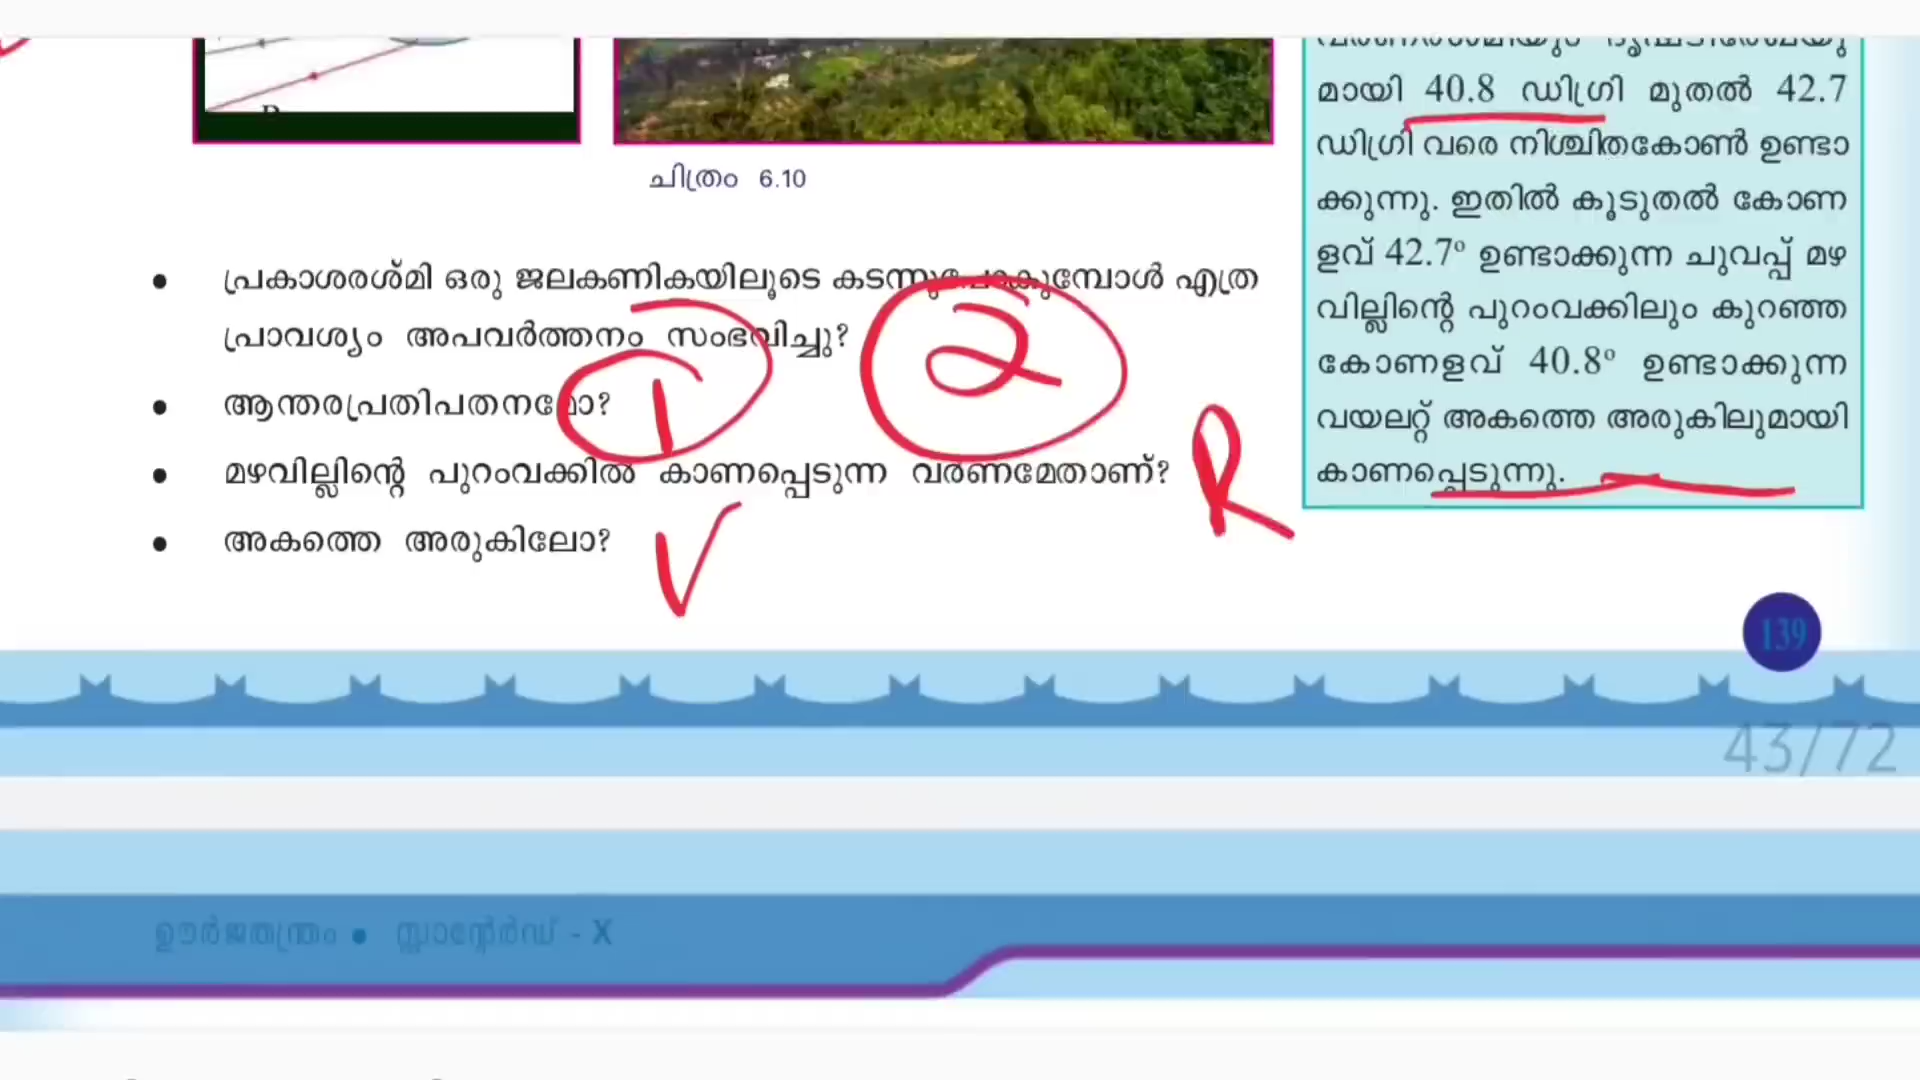 മായി 40.8 ഡിഗ്രി മുതൽ 42.7
ഡിഗ്രി വരെ നിശ്ചിതകോൺ ഉണ്ടാ
ക്കുന്നു. ഇതിൽ കൂടുതൽ കോണ
ളവ് 42.7° ഉണ്ടാക്കുന്ന ചുവപ്പ് മഴ
വില്ലിന്റെ പുറംവക്കിലും കുറഞ്ഞ
കോണളവ് 40.8° ഉണ്ടാക്കുന്ന
വയലറ്റ് അകത്തെ അരുകിലുമായി
കാണപ്പെടുന്നു.
ചിത്രം 6.10
• പ്രകാശരശ്മി ഒരു ജലകണികയിലൂടെ കടന്നുപോകുമ്പോൾ എത്ര
പ്രാവശ്യം അപവർത്തനം സംഭവിച്ചു?
2
• ആന്തരപ്രതിപതനമോ?
1
• മഴവില്ലിന്റെ പുറംവക്കിൽ കാണപ്പെടുന്ന വർണമേതാണ്?
R
• അകത്തെ അരുകിലോ?
V
139
43/72
ഊർജതന്ത്രം • സ്റ്റാന്റേർഡ് - X